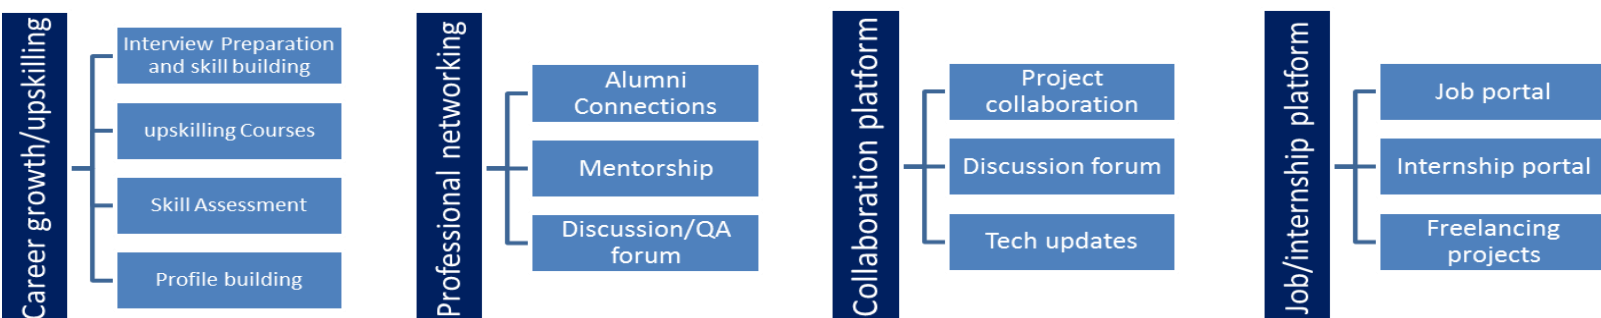 Career growth/upskilling
Interview Preparation
and skill building
upskilling Courses
Skill Assessment
Profile building
Professional networking
Alumni
Connections
Mentorship
Discussion/QA
forum
Collaboration platform
Project
collaboration
Discussion forum
Tech updates
Job/internship platform
Job portal
Internship portal
Freelancing
projects